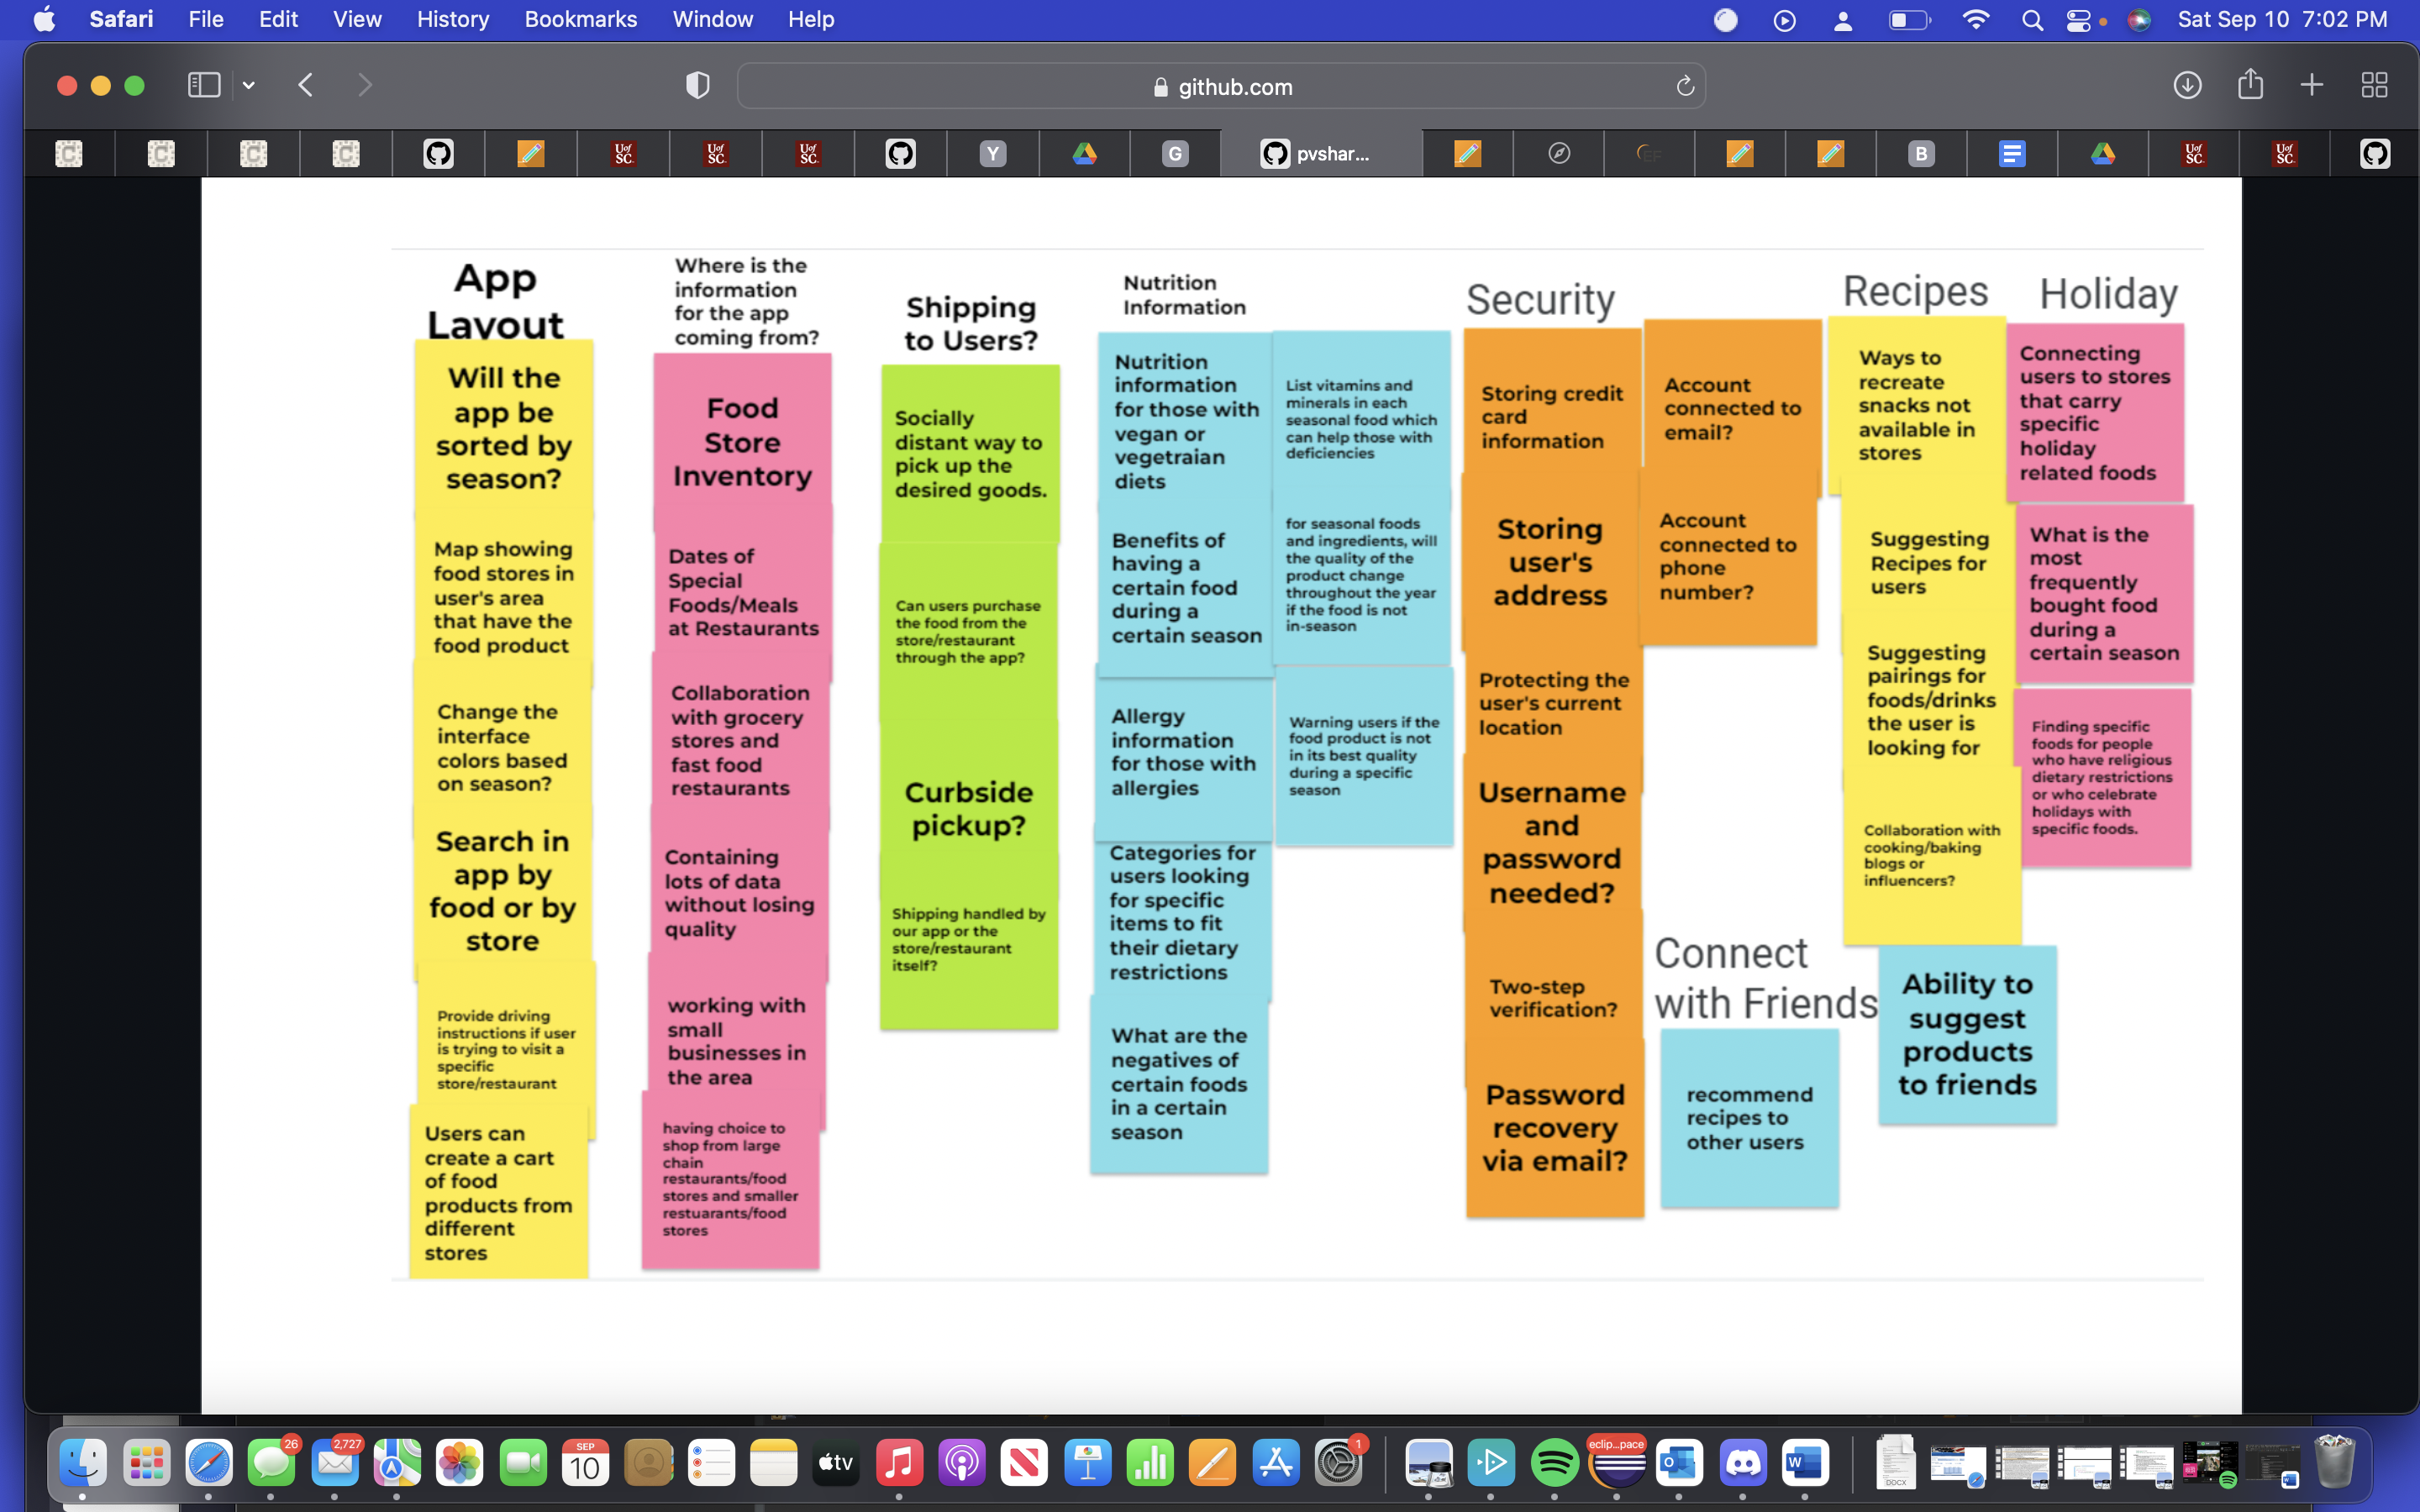 Safari File Edit View History Bookmarks Window Help
Sat Sep 10 7:02 PM
github.com
C
C
C
C
UofSC.
UofSC.
UofSC.
Y
G
pvshar...
B
UofSC.
UofSC.
App
Layout
Will the
app be
sorted by
season?
Map showing
food stores in
user's area
that have the
food product
Change the
interface
colors based
on season?
Search in
app by
food or by
store
Provide driving
instructions if user
is trying to visit a
specific
store/restaurant
Users can
create a cart
of food
products from
different
stores
Where is the
information
for the app
coming from?
Food
Store
Inventory
Dates of
Special
Foods/Meals
at Restaurants
Collaboration
with grocery
stores and
fast food
restaurants
Containing
lots of data
without losing
quality
working with
small
businesses in
the area
having choice to
shop from large
chain
restaurants/food
stores and smaller
restuarants/food
stores
Shipping
to Users?
Socially
distant way to
pick up the
desired goods.
Can users purchase
the food from the
store/restaurant
through the app?
Curbside
pickup?
Shipping handled by
our app or the
store/restaurant
itself?
Nutrition
Information
Nutrition
information
for those with
vegan or
vegetraian
diets
Benefits of
having a
certain food
during a
certain season
Allergy
information
for those with
allergies
Categories for
users looking
for specific
items to fit
their dietary
restrictions
What are the
negatives of
certain foods
in a certain
season
List vitamins and
minerals in each
seasonal food which
can help those with
deficiencies
for seasonal foods
and ingredients, will
the quality of the
product change
throughout the year
if the food is not
in-season
Warning users if the
food product is not
in its best quality
during a specific
season
Security
Storing credit
card
information
Storing
user's
address
Protecting the
user's current
location
Username
and
password
needed?
Two-step
verification?
Password
recovery
via email?
Account
connected to
email?
Account
connected to
phone
number?
Connect
with Friends
recommend
recipes to
other users
Ability to
suggest
products
to friends
Recipes
Ways to
recreate
snacks not
available in
stores
Suggesting
Recipes for
users
Suggesting
pairings for
foods/drinks
the user is
looking for
Collaboration with
cooking/baking
blogs or
influencers?
Holiday
Connecting
users to stores
that carry
specific
holiday
related foods
What is the
most
frequently
bought food
during a
certain season
Finding specific
foods for people
who have religious
dietary restrictions
or who celebrate
holidays with
specific foods.
26
2,727
SEP
10
tv
1
eclip...pace
O
W
DOCX